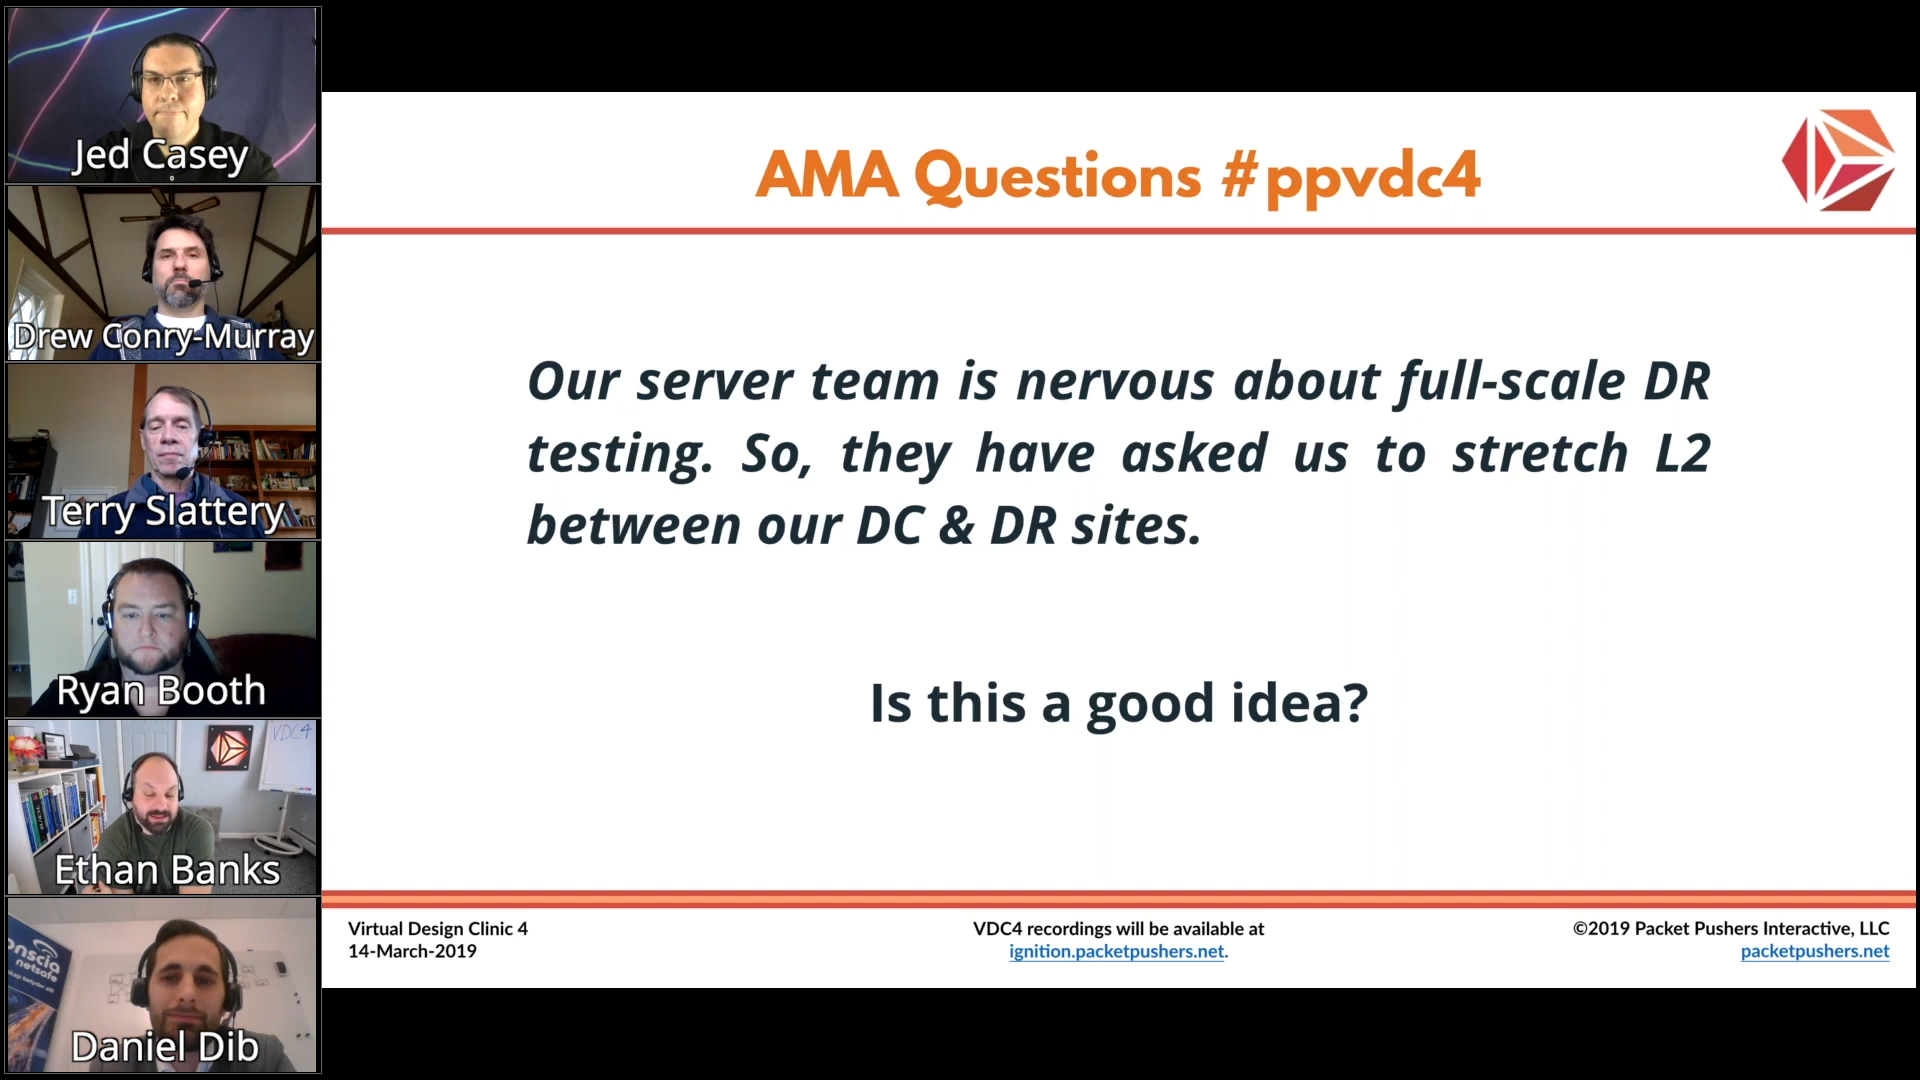 Jed Casey
Drew Conry-Murray
Terry Slattery
Ryan Booth
VDC4
Ethan Banks
netsafe
Daniel Dib
AMA Questions #ppvdc4
Our server team is nervous about full-scale DR
testing. So, they have asked us to stretch L2
between our DC & DR sites.
Is this a good idea?
Virtual Design Clinic 4
14-March-2019
VDC4 recordings will be available at
ignition.packetpushers.net.
©2019 Packet Pushers Interactive, LLC
packetpushers.net